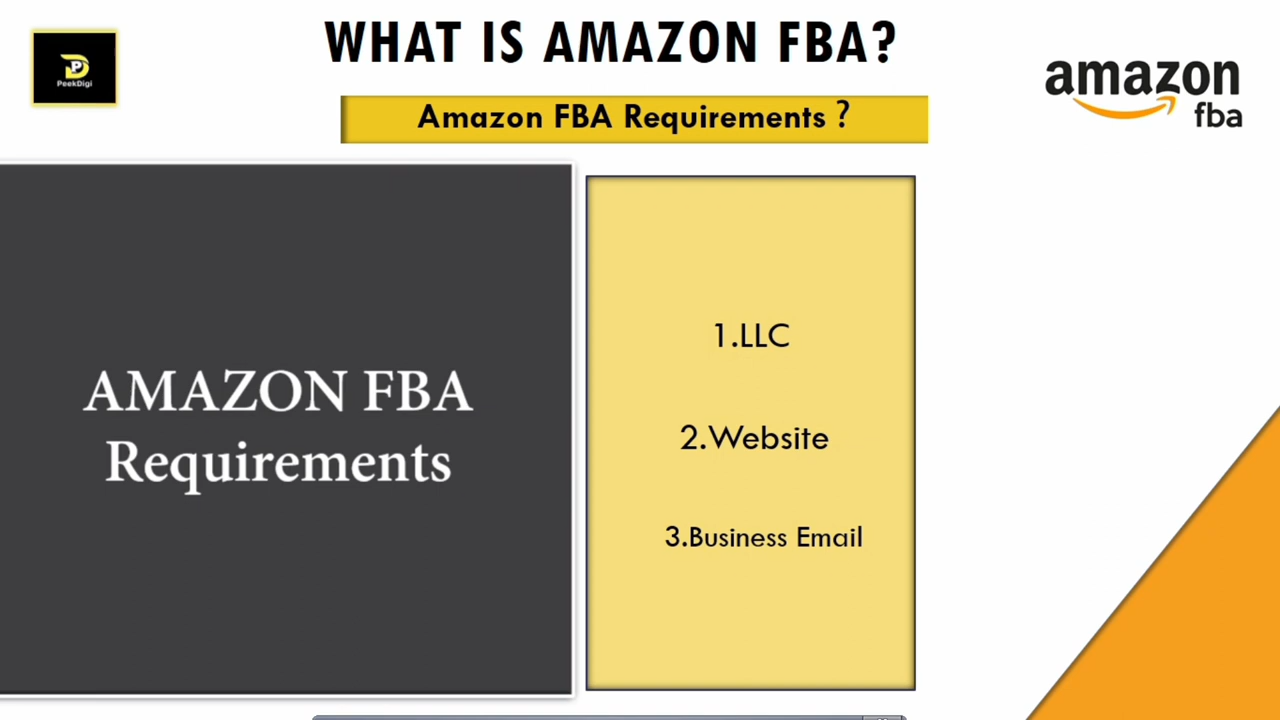 WHAT IS AMAZON FBA?
PeekDigi
amazon
fba
Amazon FBA Requirements ?
AMAZON FBA
Requirements
1.LLC
2.Website
3.Business Email